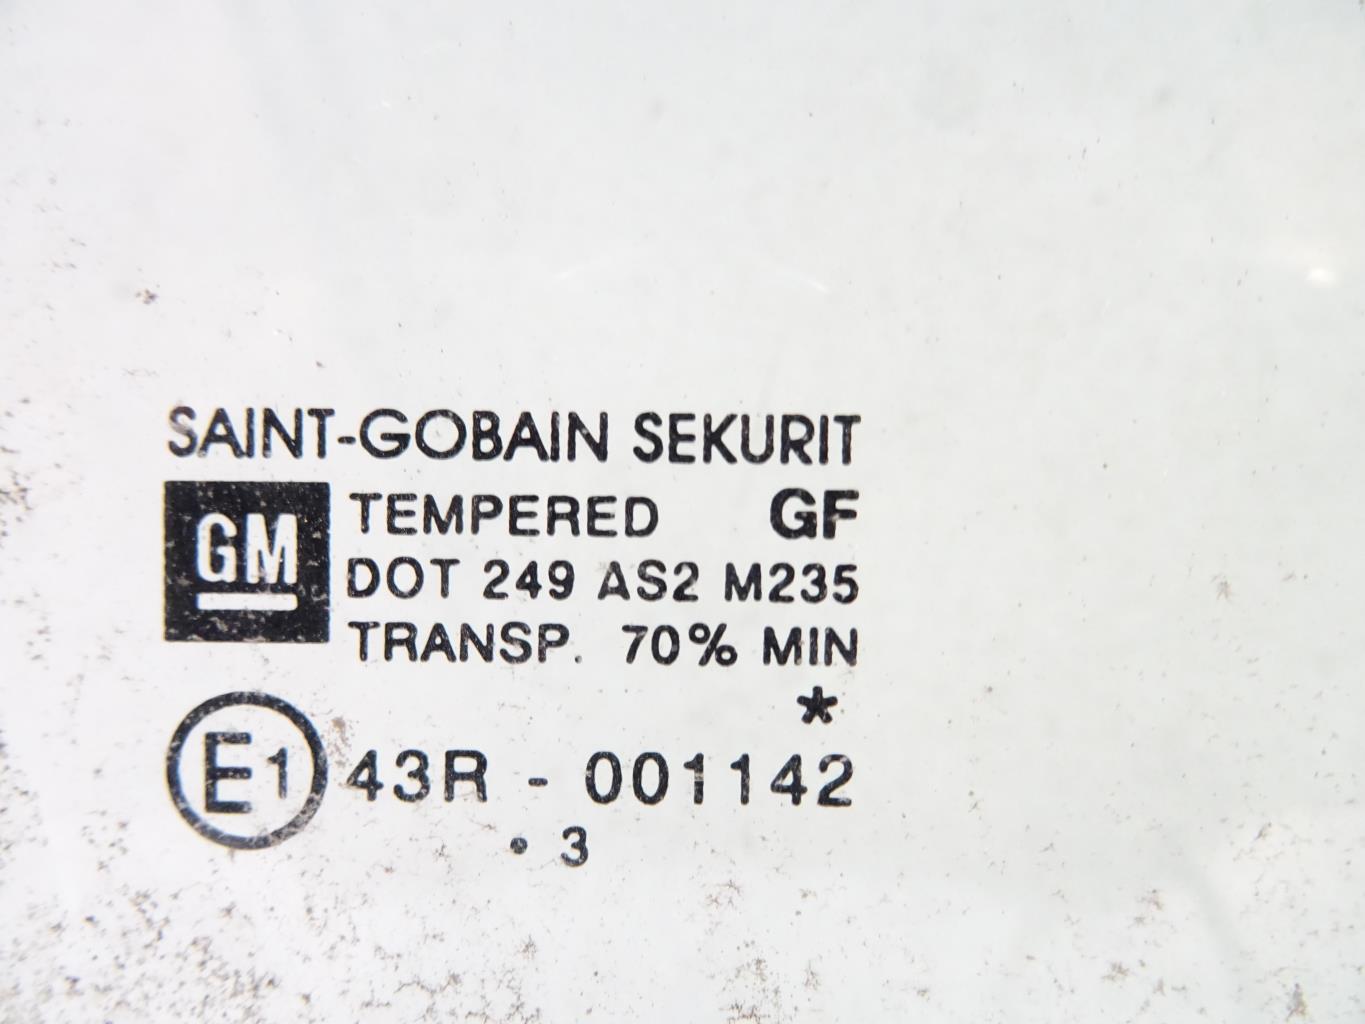 SAINT-GOBAIN SEKURIT
GM TEMPERED GF
DOT 249 AS2 M235
TRANSP. 70% MIN
*
E1 43R - 001142
. 3